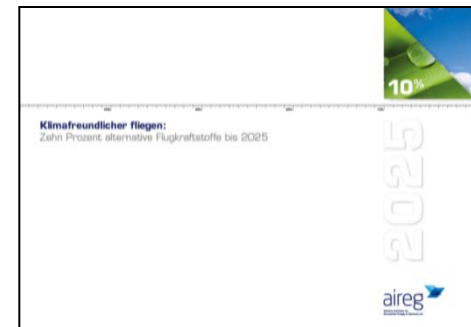 10%
Klimafreundlicher fliegen:
Zehn Prozent alternative Flugkraftstoffe bis 2025
2025
aireg